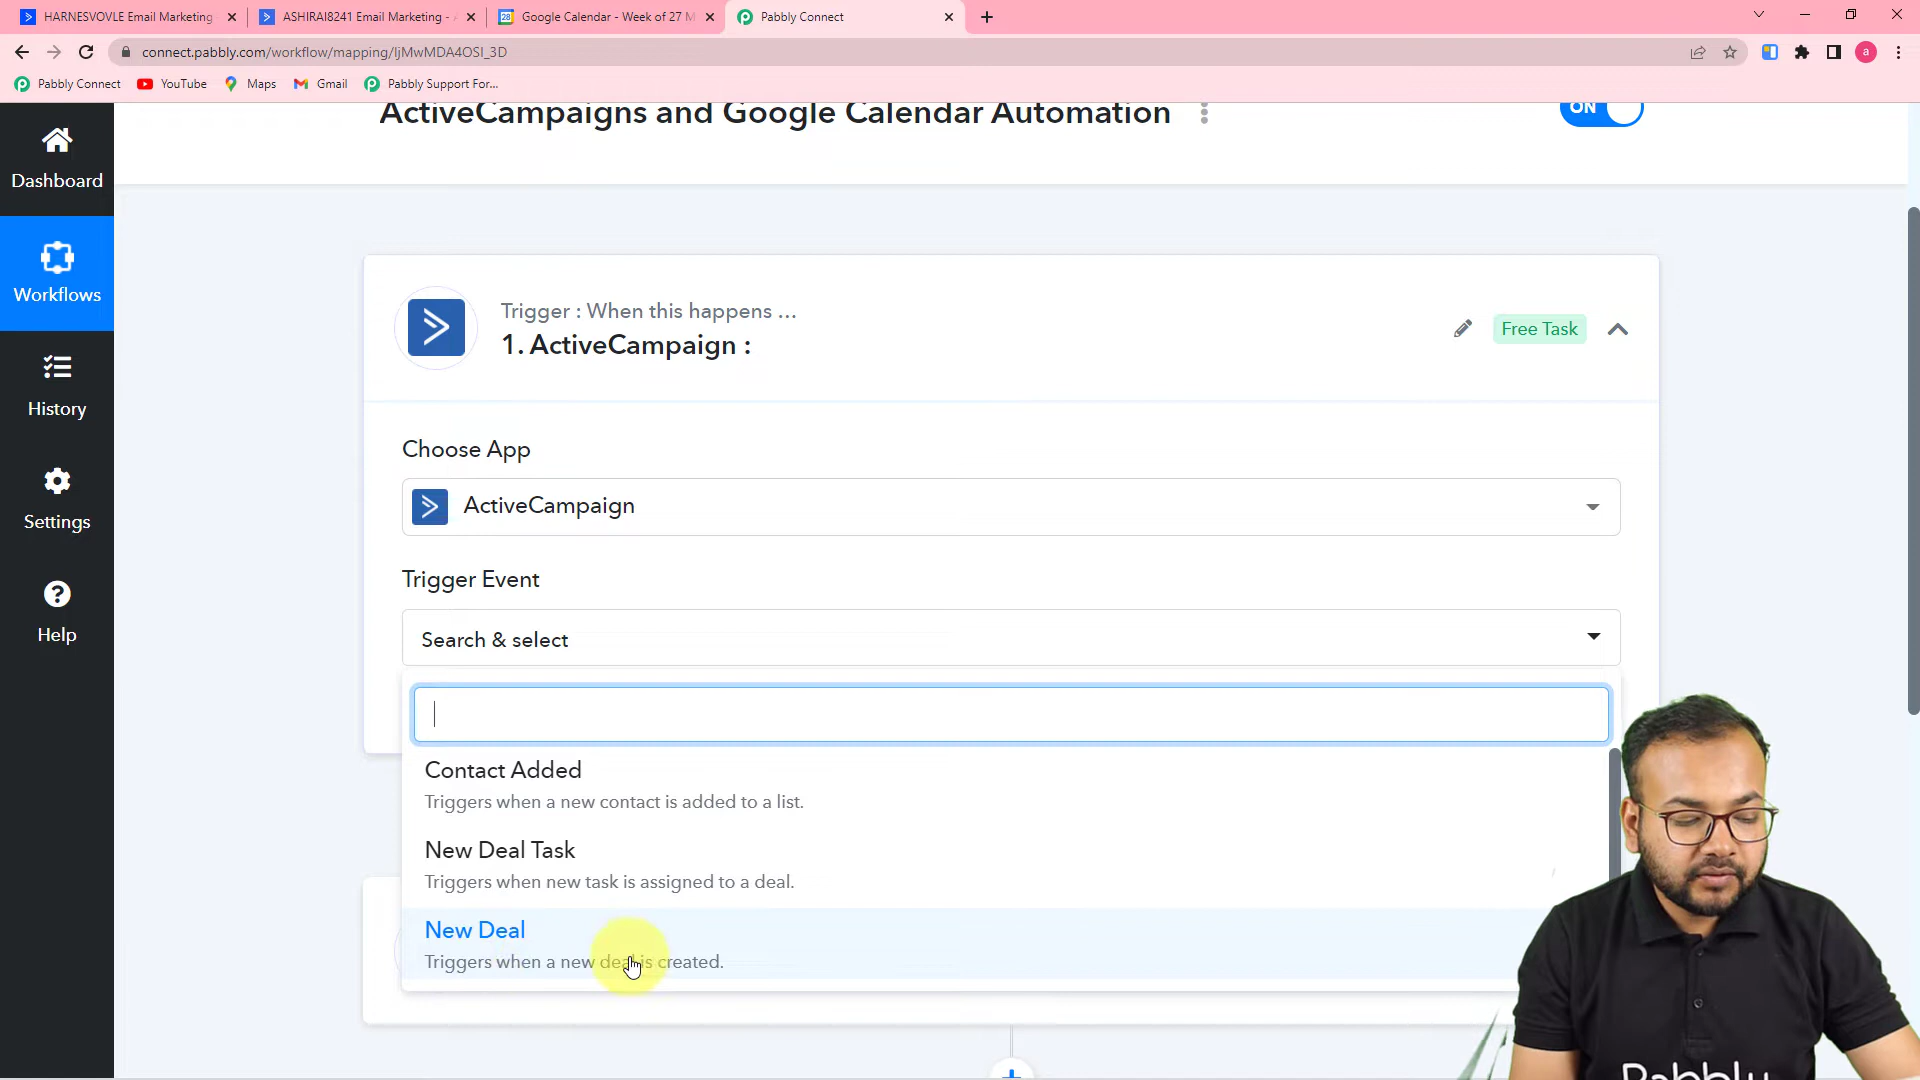 HARNESVOVLE Email Marketing
ASHIRAI8241 Email Marketing - A
Google Calendar - Week of 27 M
Pabbly Connect
connect.pabbly.com/workflow/mapping/IjMwMDA4OSI_3D
Pabbly Connect
YouTube
Maps
Gmail
Pabbly Support For...
a
ActiveCampaigns and Google Calendar Automation
ON
Dashboard
Workflows
History
Settings
Help
Trigger : When this happens ...
1. ActiveCampaign :
Free Task
Choose App
ActiveCampaign
Trigger Event
Search & select
Contact Added
Triggers when a new contact is added to a list.
New Deal Task
Triggers when new task is assigned to a deal.
New Deal
Triggers when a new deal is created.
Pabbly